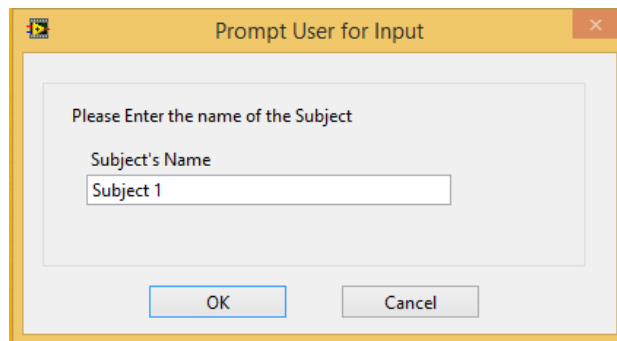 Prompt User for Input
Please Enter the name of the Subject
Subject's Name
Subject 1
OK Cancel